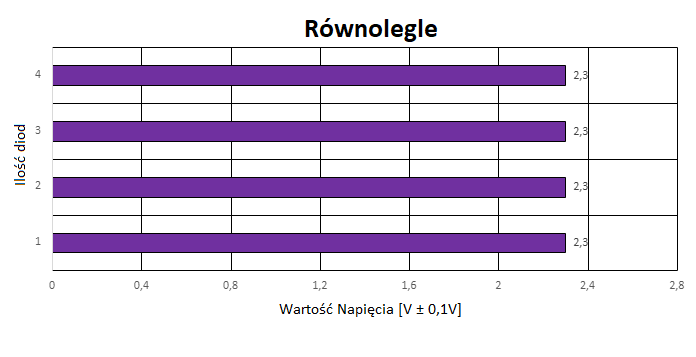 Równolegle
4
2,3
3
2,3
2
2,3
1
2,3
Ilość diod
0 0,4 0,8 1,2 1,6 2 2,4 2,8
Wartość Napięcia [V ± 0,1V]